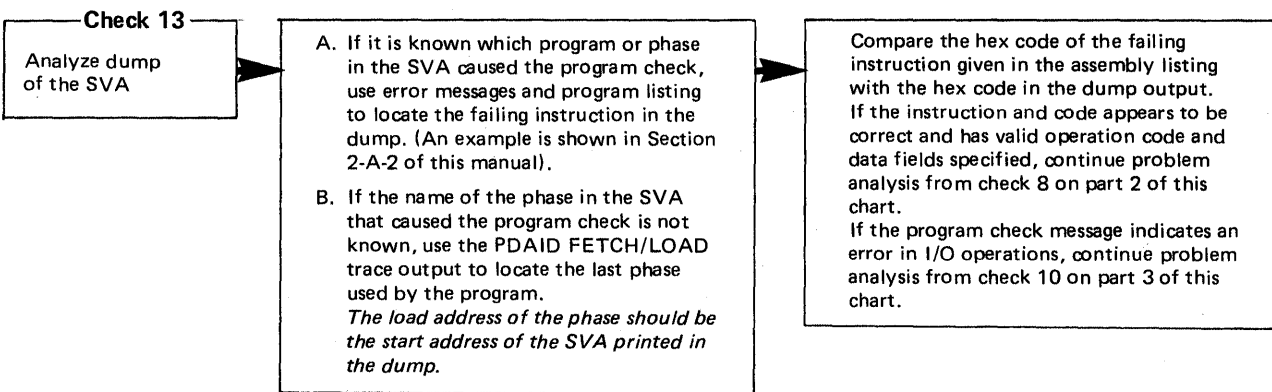 Check 13
Analyze dump
of the SVA
A. If it is known which program or phase
in the SVA caused the program check,
use error messages and program listing
to locate the failing instruction in the
dump. (An example is shown in Section
2-A-2 of this manual).
B. If the name of the phase in the SVA
that caused the program check is not
known, use the PDAID FETCH/LOAD
trace output to locate the last phase
used by the program.
The load address of the phase should be
the start address of the SVA printed in
the dump.
Compare the hex code of the failing
instruction given in the assembly listing
with the hex code in the dump output.
If the instruction and code appears to be
correct and has valid operation code and
data fields specified, continue problem
analysis from check 8 on part 2 of this
chart.
If the program check message indicates an
error in I/O operations, continue problem
analysis from check 10 on part 3 of this
chart.